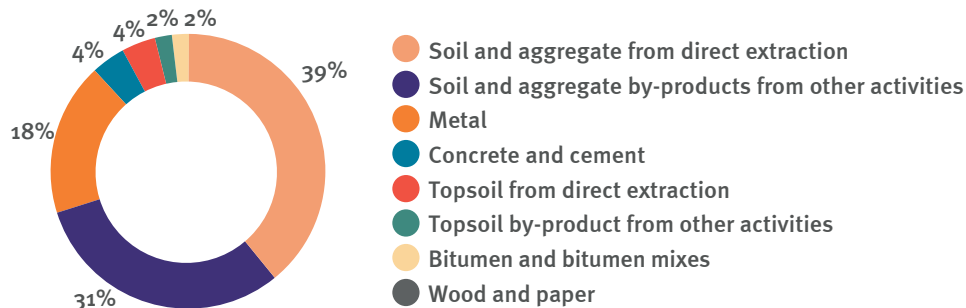 4%
4%
2%
2%
39%
18%
31%
Soil and aggregate from direct extraction
Soil and aggregate by-products from other activities
Metal
Concrete and cement
Topsoil from direct extraction
Topsoil by-product from other activities
Bitumen and bitumen mixes
Wood and paper